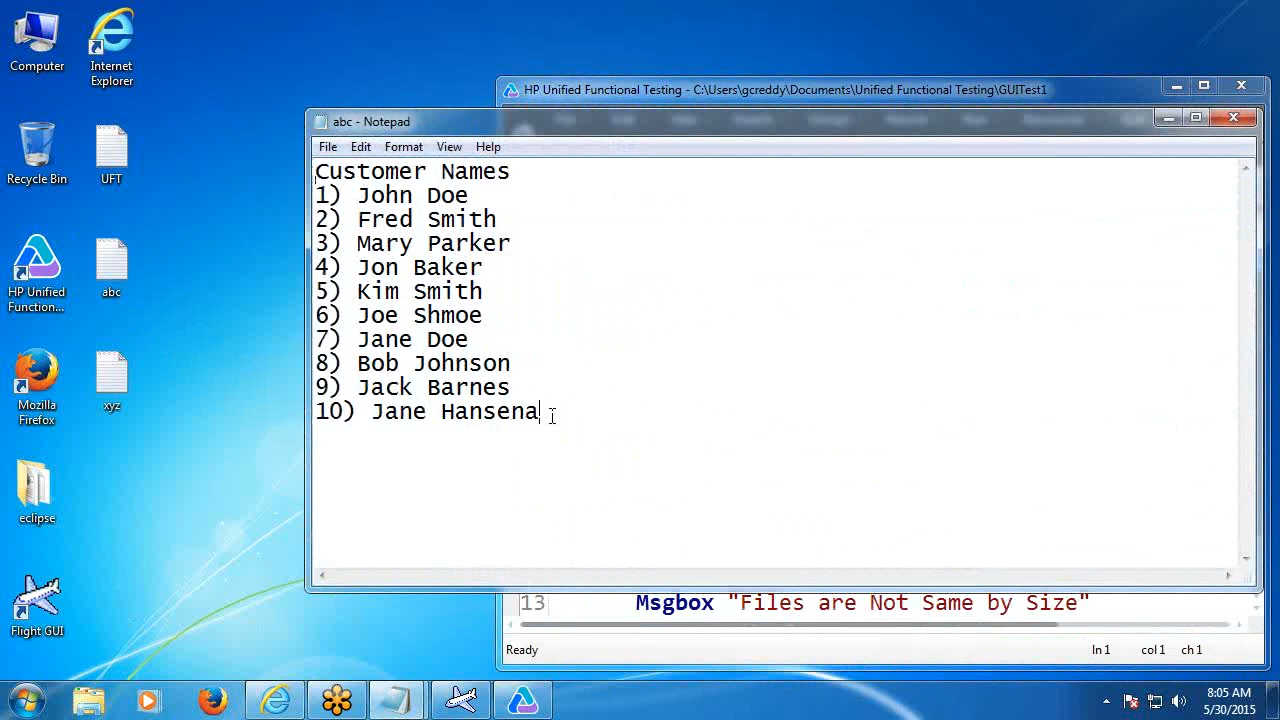 Computer
Internet
Explorer
Recycle Bin
UFT
HP Unified
Function...
abc
Mozilla
Firefox
xyz
eclipse
Flight GUI
HP Unified Functional Testing - C:\Users\gcreddy\Documents\Unified Functional Testing\GUITest1
abc - Notepad
File Edit Format View Help
Customer Names
1) John Doe
2) Fred Smith
3) Mary Parker
4) Jon Baker
5) Kim Smith
6) Joe Shmoe
7) Jane Doe
8) Bob Johnson
9) Jack Barnes
10) Jane Hansena
13 Msgbox "Files are Not Same by Size"
Ready ln 1 col 1 ch 1
8:05 AM
5/30/2015